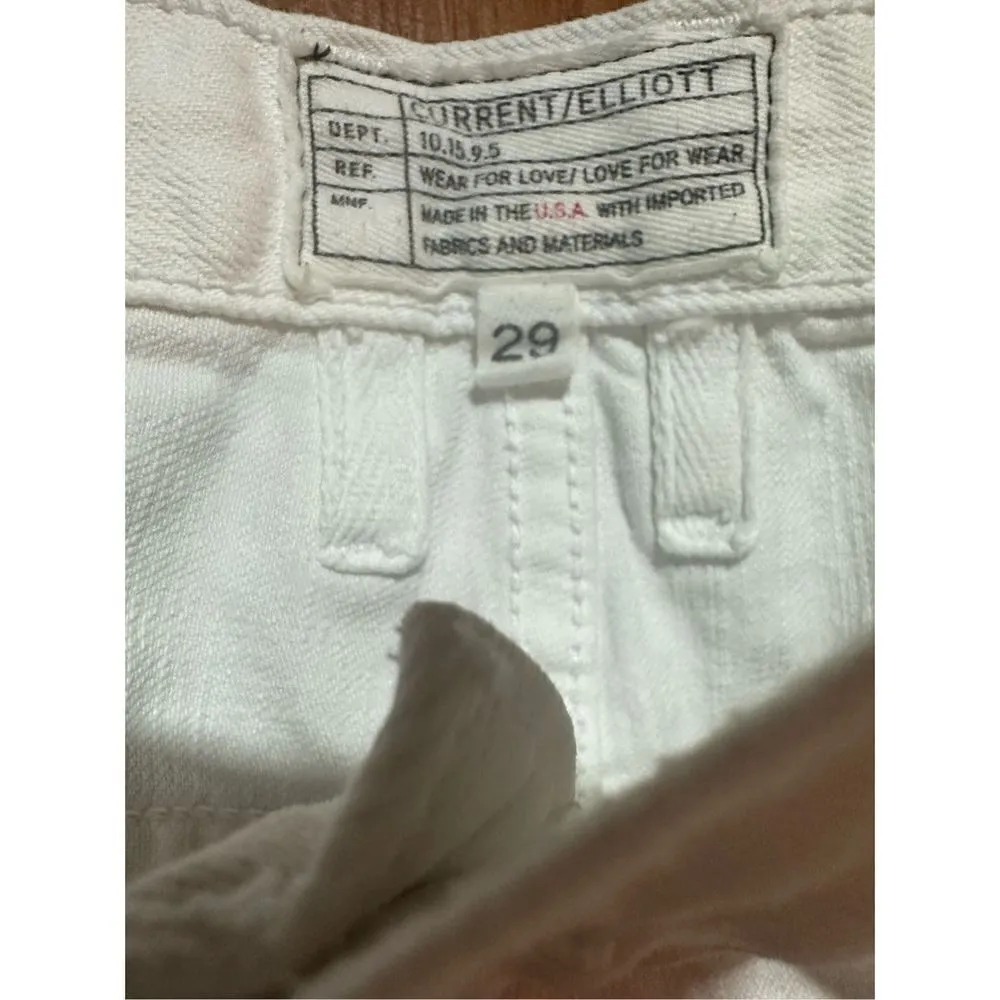 CURRENT/ELLIOTT
DEPT. 10.15.9.5
REF. WEAR FOR LOVE/ LOVE FOR WEAR
MNF. MADE IN THE U.S.A. WITH IMPORTED
FABRICS AND MATERIALS
29